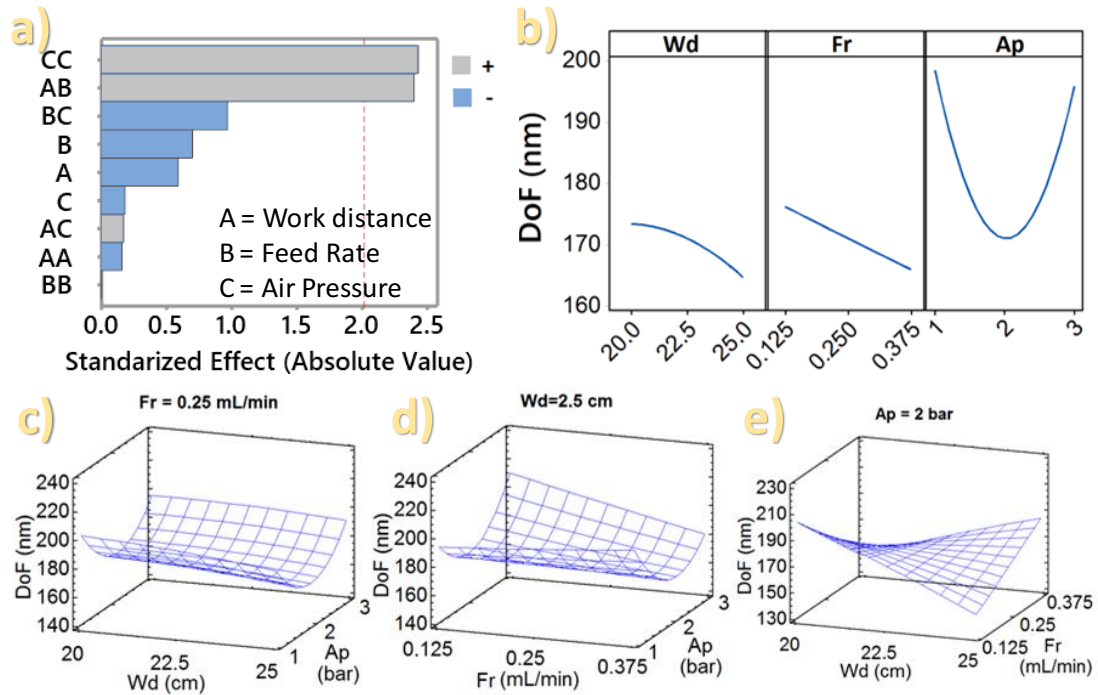 a)
CC
AB
BC
B
A
C
AC
AA
BB
+
-
A = Work distance
B = Feed Rate
C = Air Pressure
0.0 0.5 1.0 1.5 2.0 2.5
Standarized Effect (Absolute Value)
b)
Wd Fr Ap
200
190
180
170
160
DoF (nm)
20.0 22.5 25.0 0.125 0.250 0.375 1 2 3
c)
Fr = 0.25 mL/min
240
220
200
180
160
140
DoF (nm)
20 22.5 25
Wd (cm)
1 2 3
Ap
(bar)
d)
Wd=2.5 cm
240
220
200
180
160
140
DoF (nm)
0.125 0.25 0.375
Fr (mL/min)
1 2 3
Ap
(bar)
e)
Ap = 2 bar
230
210
190
170
150
130
DoF (nm)
20 22.5 25
Wd (cm)
0.125 0.25 0.375
Fr
(mL/min)